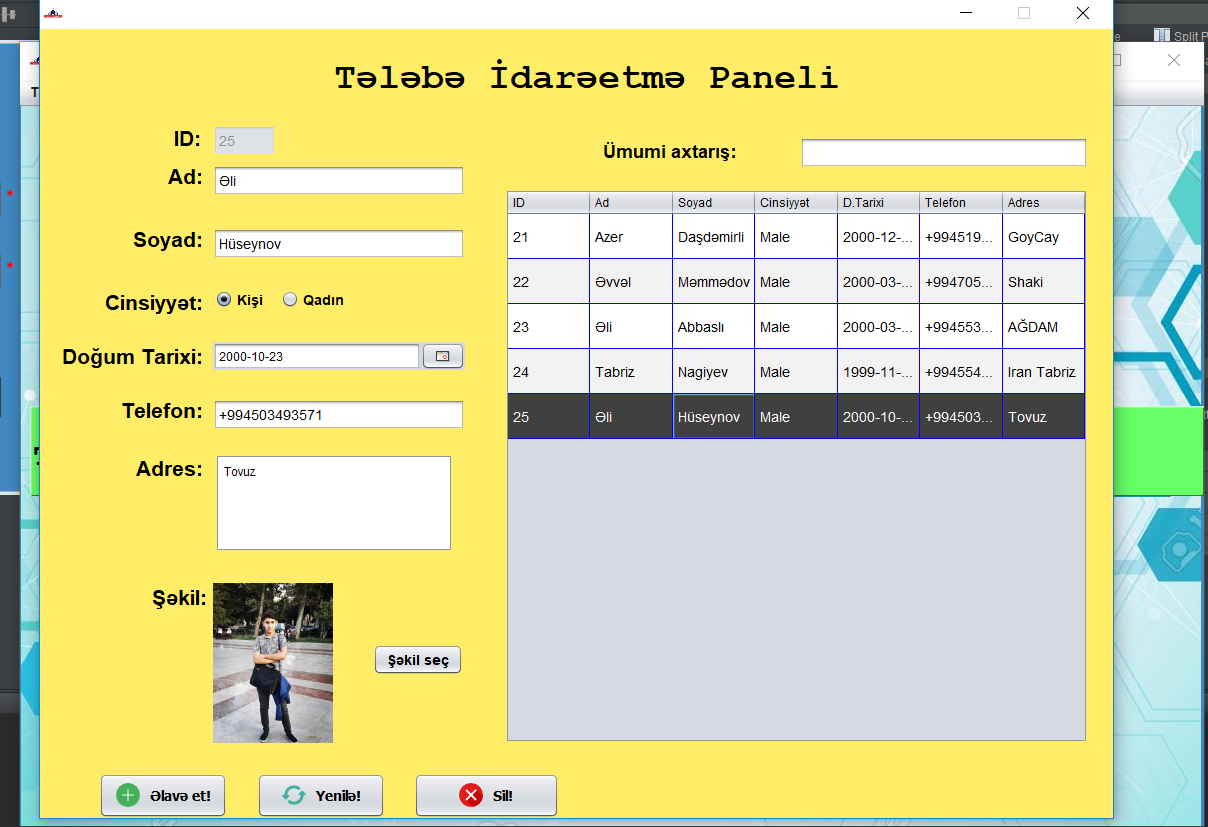 Tələbə İdarəetmə Paneli
ID: 25
Ad: Əli
Soyad: Hüseynov
Cinsiyyət: Kişi Qadın
Doğum Tarixi: 2000-10-23
Telefon: +994503493571
Adres: Tovuz
Şəkil:
Şəkil seç
Əlavə et! Yenilə! Sil!
Ümumi axtarış:
ID Ad Soyad Cinsiyyət D.Tarixi Telefon Adres
21 Azer Daşdəmirli Male 2000-12-... +994519... GoyCay
22 Əvvəl Məmmədov Male 2000-03-... +994705... Shaki
23 Əli Abbaslı Male 2000-03-... +994553... AĞDAM
24 Tabriz Nagiyev Male 1999-11-... +994554... Iran Tabriz
25 Əli Hüseynov Male 2000-10-... +994503... Tovuz
Split P
* 
*